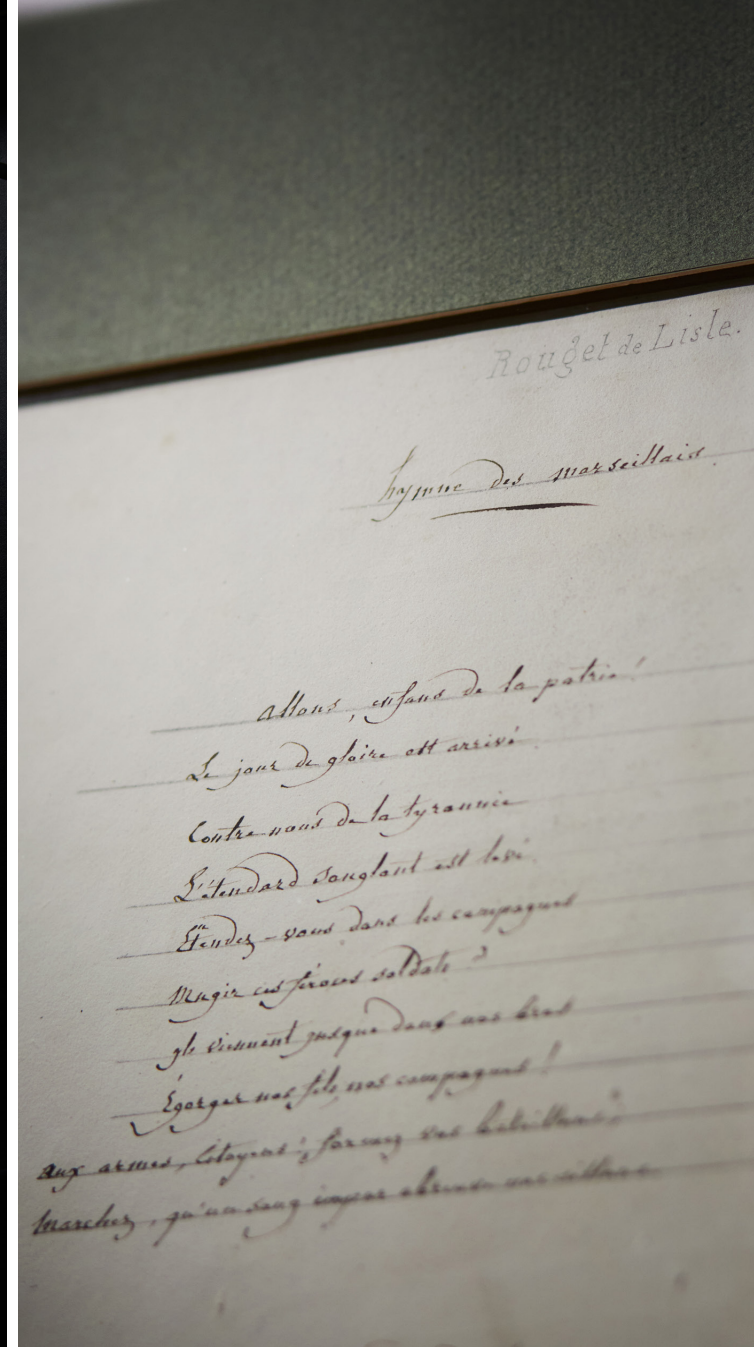 Rouget de Lisle.
hymne des marseillais.
allons, enfans de la patrie !
Le jour de gloire est arrivé
Contre nous de la tyrannie
L'étendard sanglant est levé.
Entendez-vous dans les campagnes
Mugir ces féroces soldats ?
ils viennent jusque dans nos bras
Égorger nos fils, nos compagnes !
aux armes, Citoyens ; formez vos bataillons ;
Marchez, qu'un sang impur abreuve nos sillons.